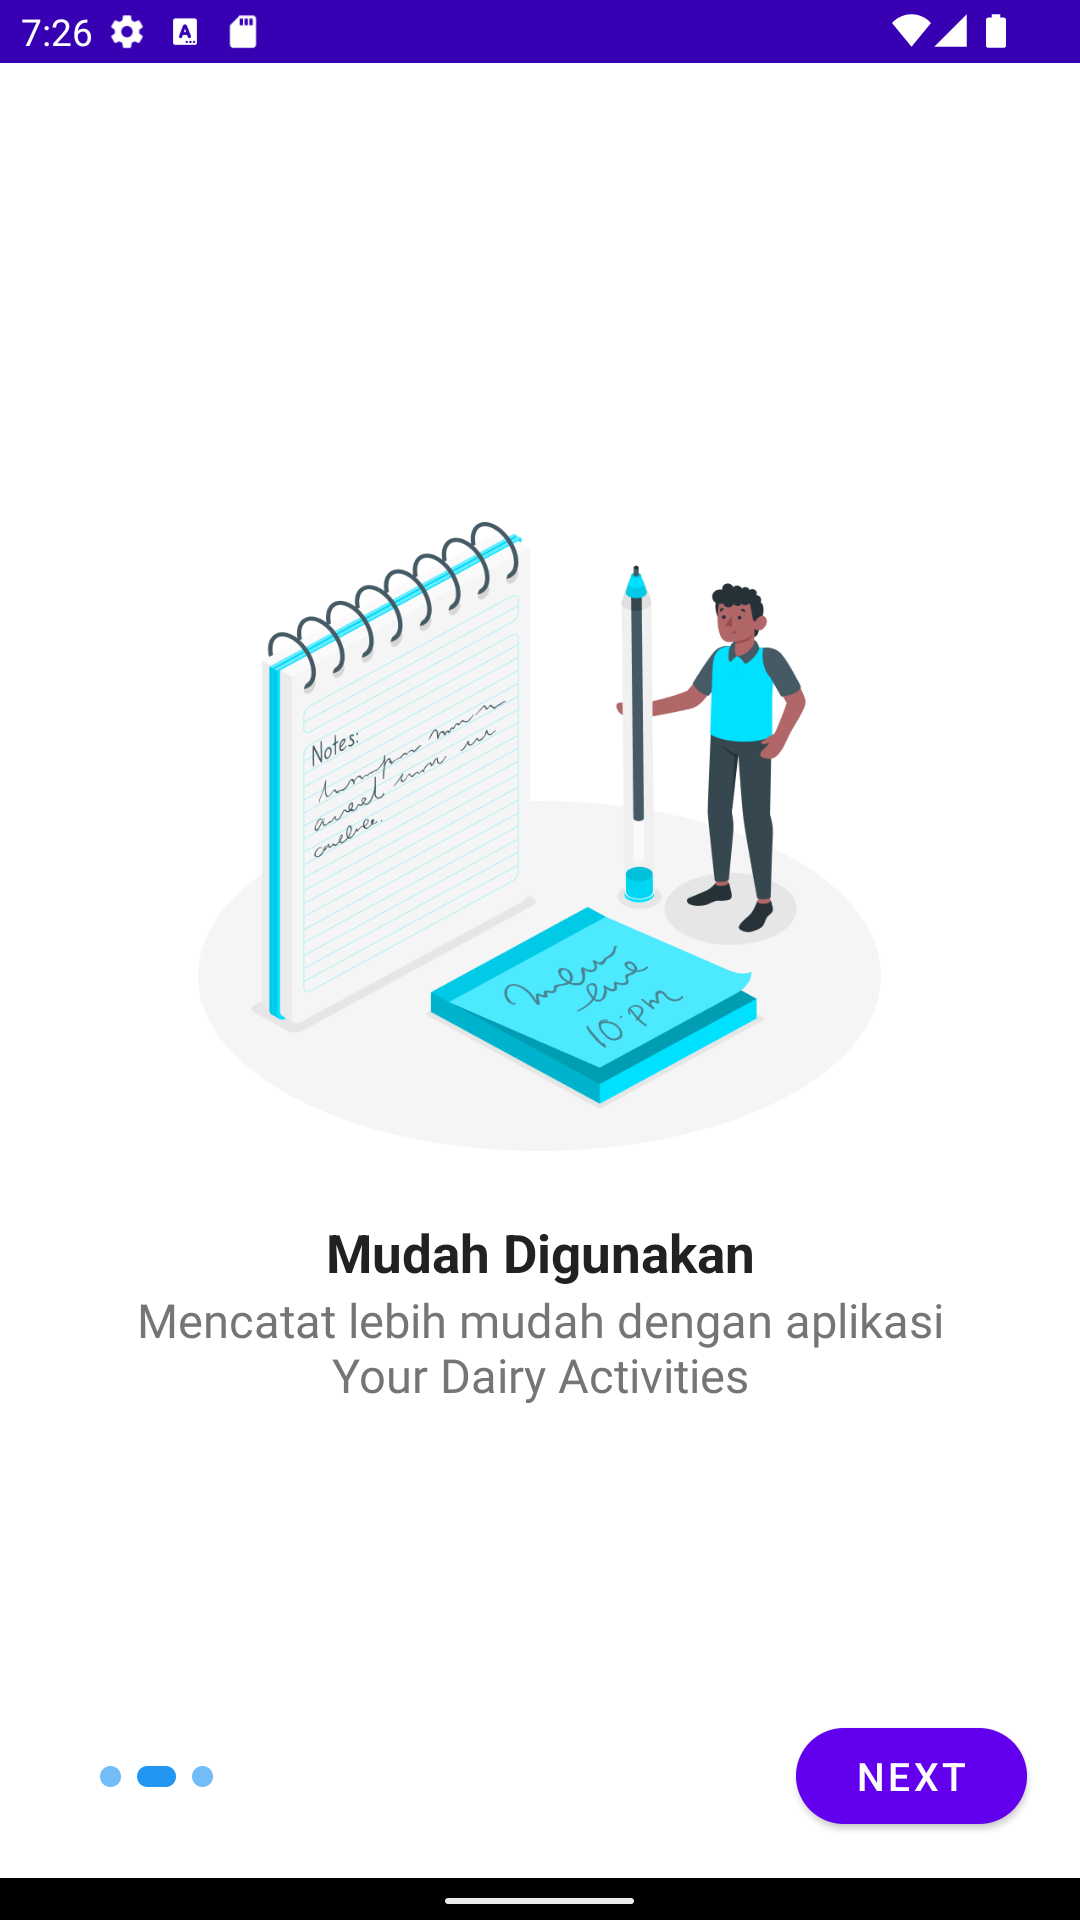 7:26
Notes:
10 pm
Mudah Digunakan
Mencatat lebih mudah dengan aplikasi
Your Dairy Activities
NEXT